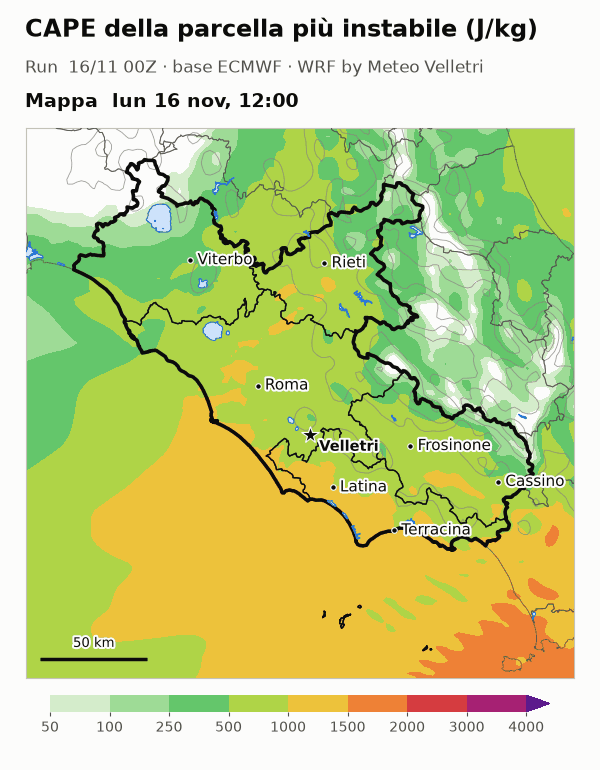 CAPE della parcella più instabile (J/kg)
Run  16/11 00Z · base ECMWF · WRF by Meteo Velletri
Mappa  lun 16 nov, 12:00
Viterbo
Rieti
Roma
Velletri
Frosinone
Cassino
Latina
Terracina
50 km
50 100 250 500 1000 1500 2000 3000 4000